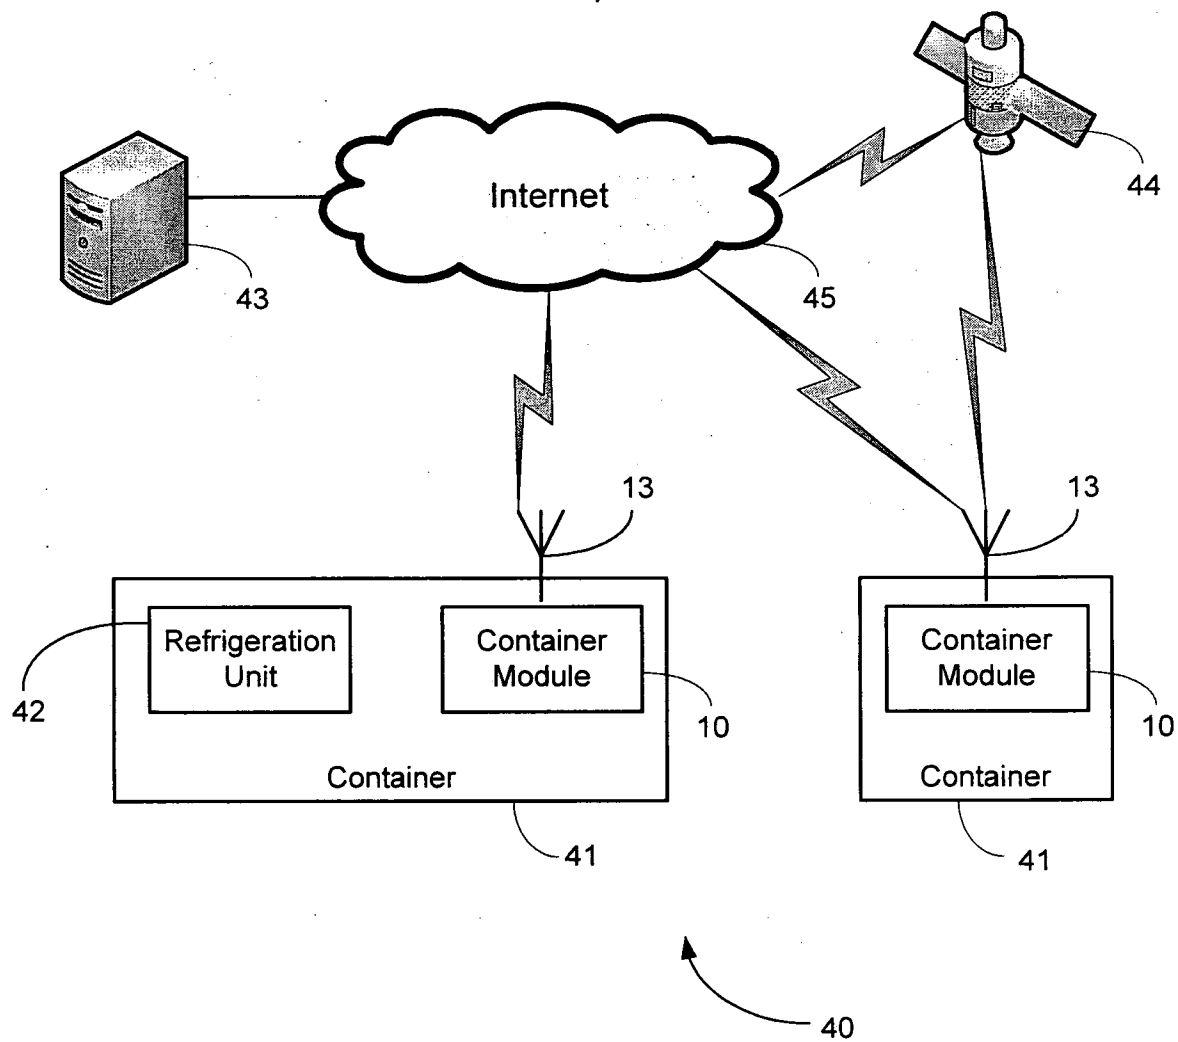 Internet
44
43
45
13
13
Refrigeration
Unit
Container
Module
Container
Module
42
10
10
Container
Container
41
41
40